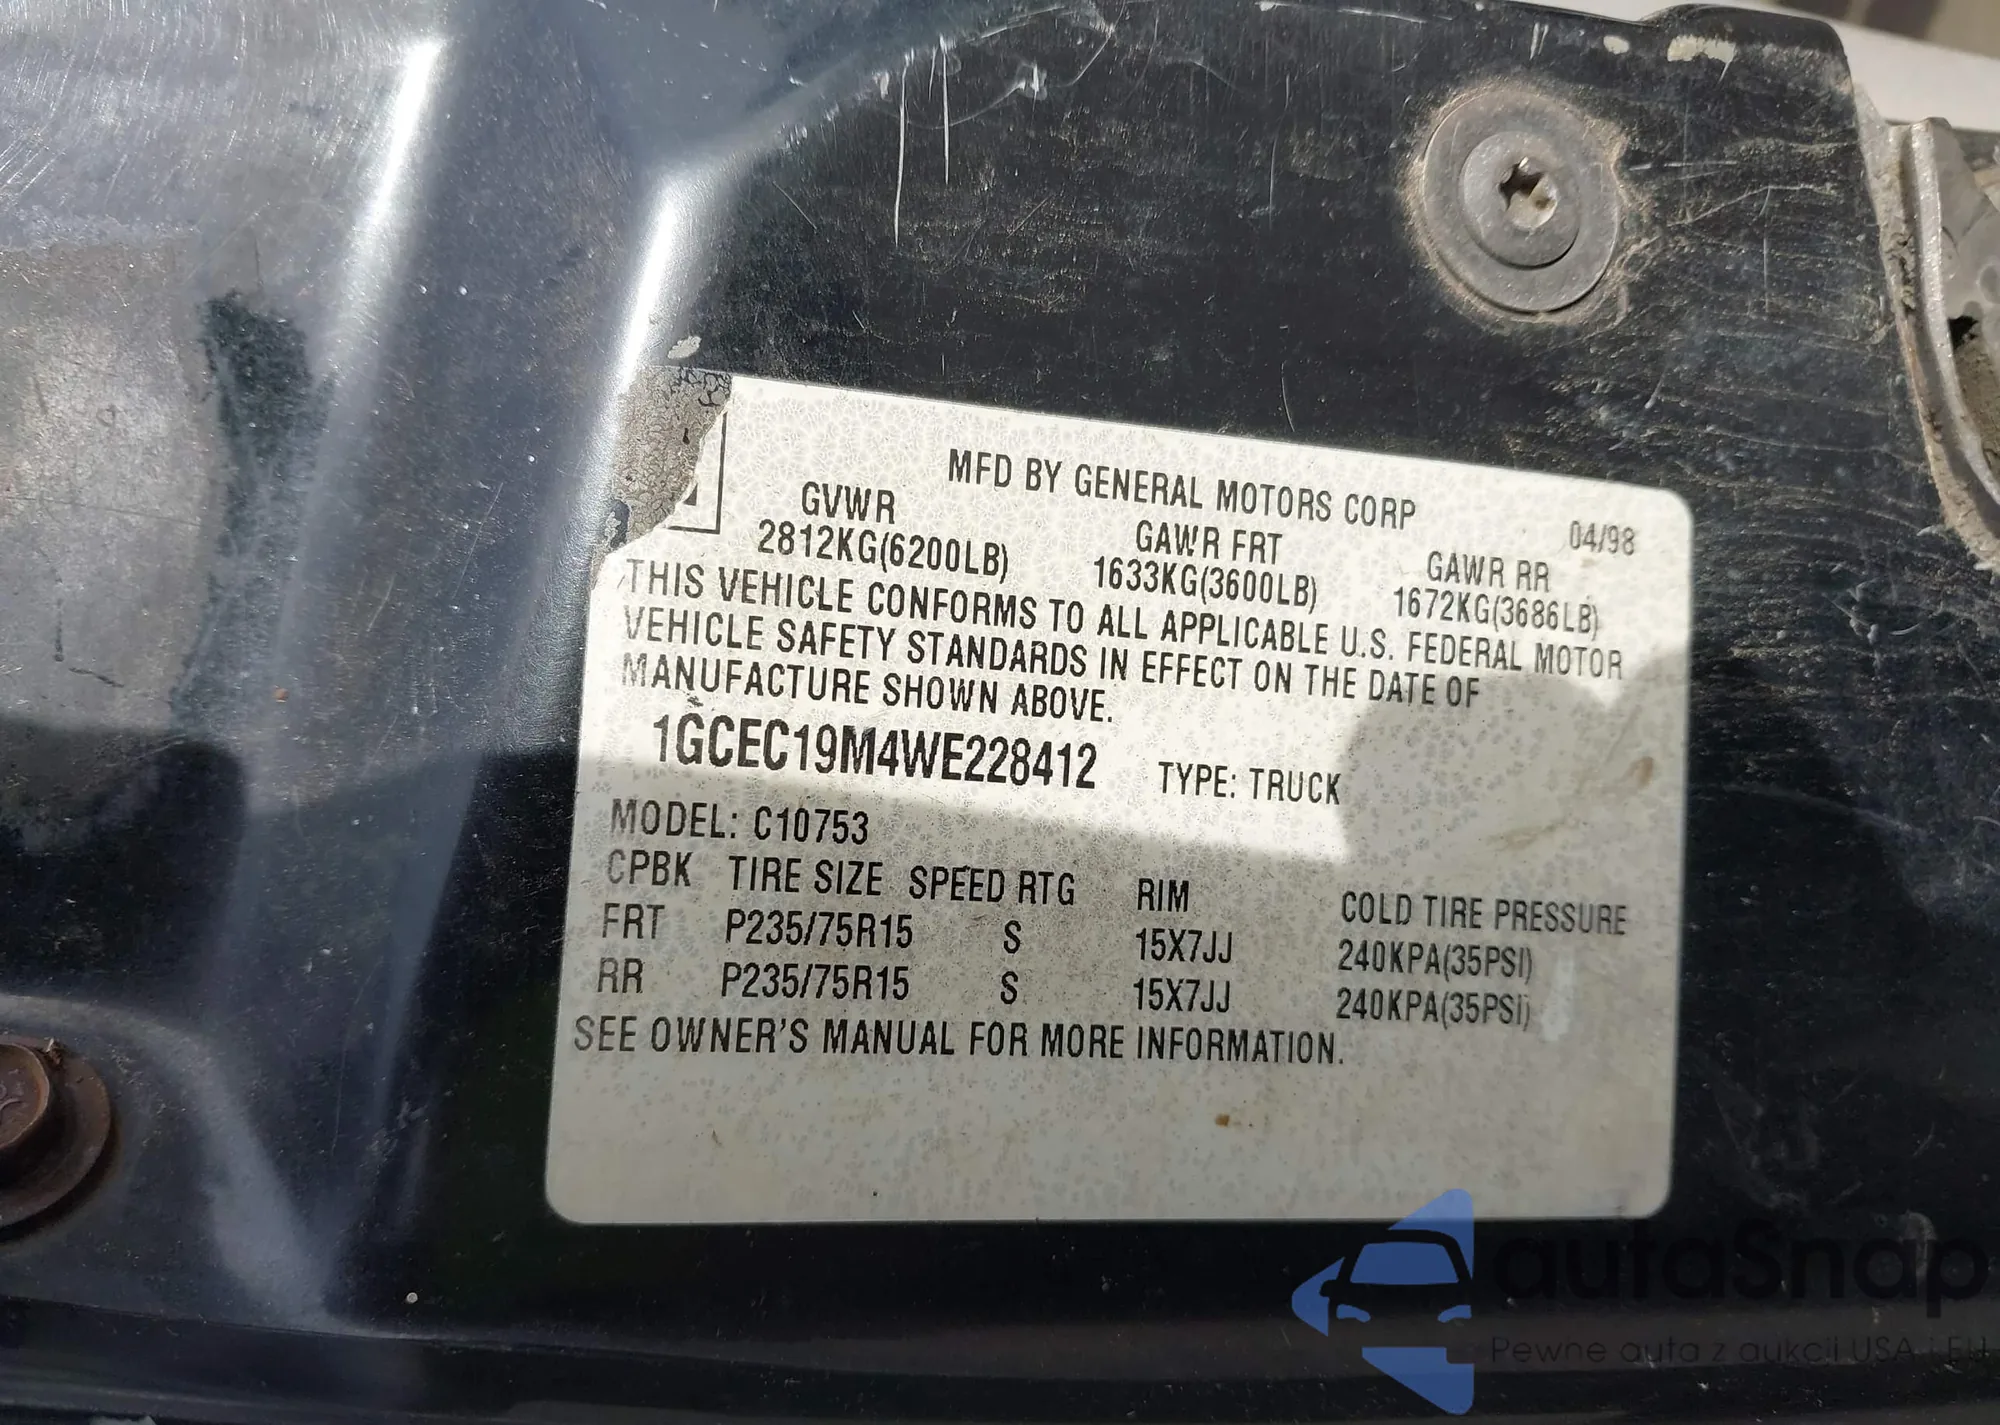 MFD BY GENERAL MOTORS CORP
04/98
GVWR GAWR FRT GAWR RR
2812KG(6200LB) 1633KG(3600LB) 1672KG(3686LB)
THIS VEHICLE CONFORMS TO ALL APPLICABLE U.S. FEDERAL MOTOR
VEHICLE SAFETY STANDARDS IN EFFECT ON THE DATE OF
MANUFACTURE SHOWN ABOVE.
1GCEC19M4WE228412 TYPE: TRUCK
MODEL: C10753
CPBK TIRE SIZE SPEED RTG RIM COLD TIRE PRESSURE
FRT P235/75R15 S 15X7JJ 240KPA(35PSI)
RR P235/75R15 S 15X7JJ 240KPA(35PSI)
SEE OWNER'S MANUAL FOR MORE INFORMATION.
autaSnap
Pewne auta z aukcji USA i EU